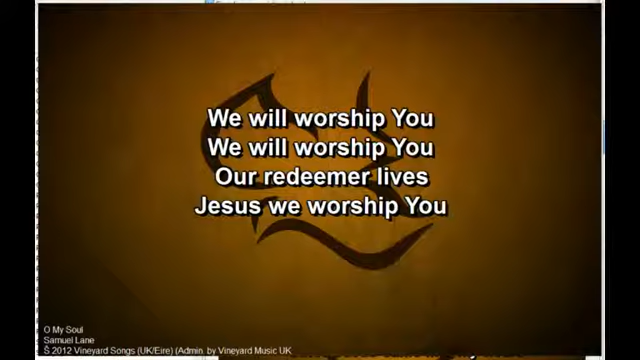 We will worship You
We will worship You
Our redeemer lives
Jesus we worship You
O My Soul
Samuel Lane
Š 2012 Vineyard Songs (UK/Eire) (Admin. by Vineyard Music UK